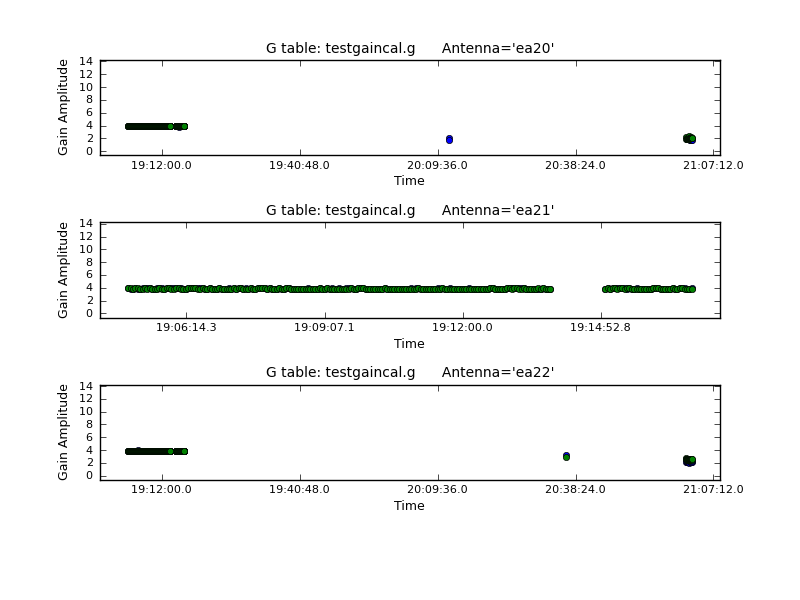 G table: testgaincal.g      Antenna='ea20'
Gain Amplitude
14
12
10
8
6
4
2
0
19:12:00.0 19:40:48.0 20:09:36.0 20:38:24.0 21:07:12.0
Time
G table: testgaincal.g      Antenna='ea21'
Gain Amplitude
14
12
10
8
6
4
2
0
19:06:14.3 19:09:07.1 19:12:00.0 19:14:52.8
Time
G table: testgaincal.g      Antenna='ea22'
Gain Amplitude
14
12
10
8
6
4
2
0
19:12:00.0 19:40:48.0 20:09:36.0 20:38:24.0 21:07:12.0
Time